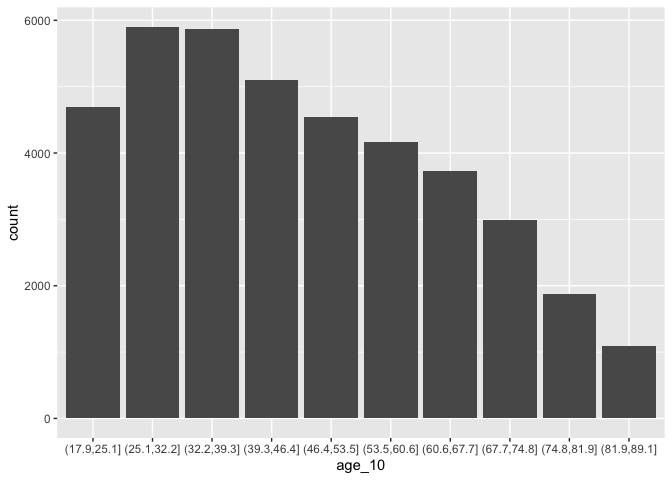 6000
4000
2000
0
count
(17.9,25.1] (25.1,32.2] (32.2,39.3] (39.3,46.4] (46.4,53.5] (53.5,60.6] (60.6,67.7] (67.7,74.8] (74.8,81.9] (81.9,89.1]
age_10